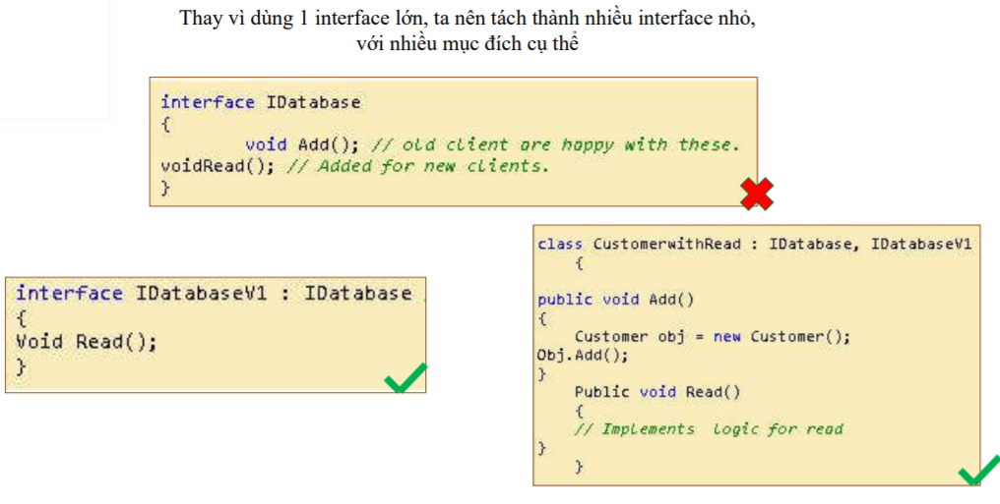 Thay vì dùng 1 interface lớn, ta nên tách thành nhiều interface nhỏ,
với nhiều mục đích cụ thể
interface IDatabase
{
void Add(); // old client are happy with these.
voidRead(); // Added for new clients.
}
interface IDatabaseV1 : IDatabase
{
Void Read();
}
class CustomerwithRead : IDatabase, IDatabaseV1
{
public void Add()
{
Customer obj = new Customer();
Obj.Add();
}
Public void Read()
{
// Implements logic for read
}
}